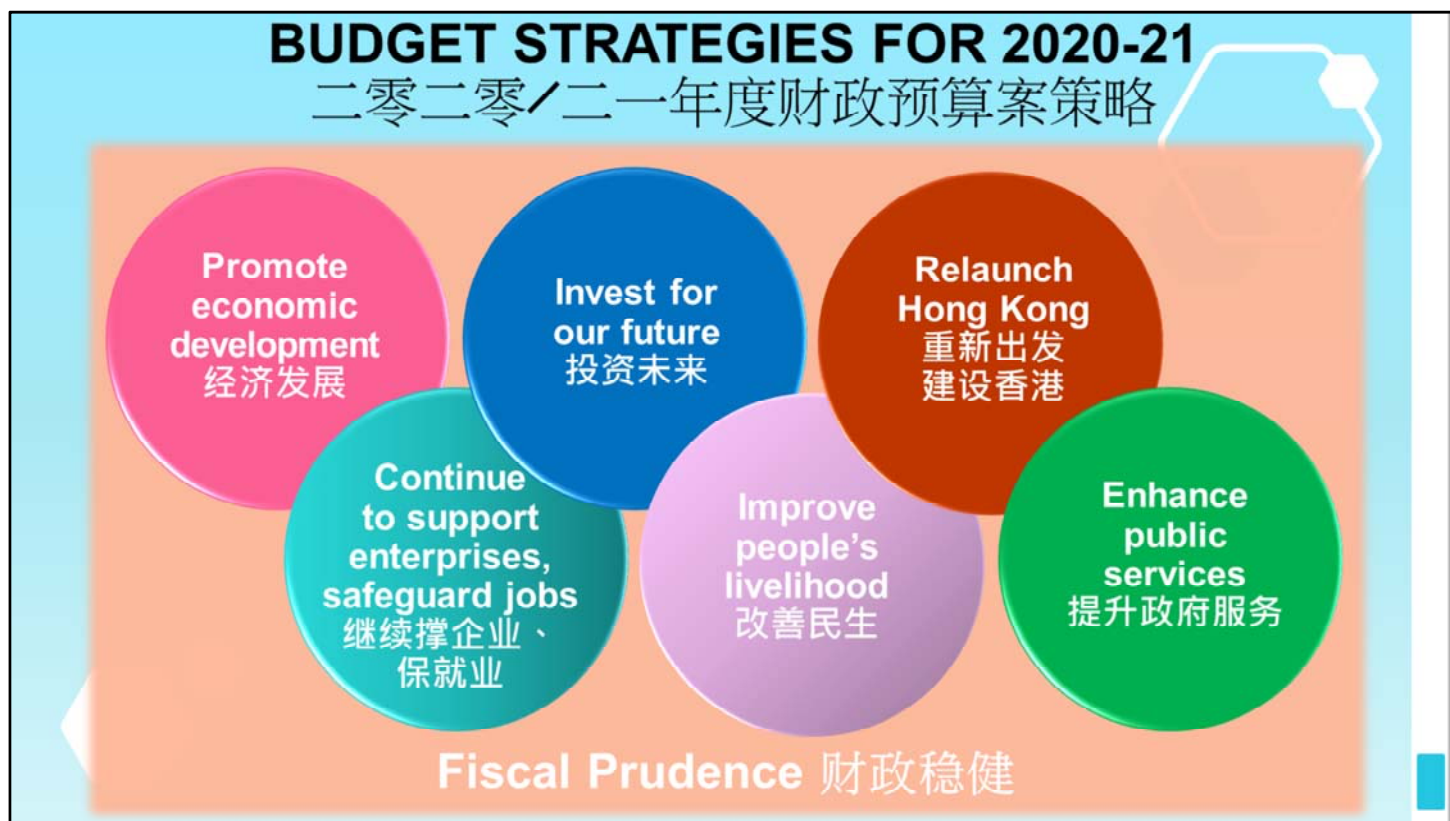 BUDGET STRATEGIES FOR 2020-21
二零二零/二一年度财政预算案策略
Promote
economic
development
经济发展
Continue
to support
enterprises,
safeguard jobs
继续撑企业、
保就业
Invest for
our future
投资未来
Improve
people's
livelihood
改善民生
Relaunch
Hong Kong
重新出发
建设香港
Enhance
public
services
提升政府服务
Fiscal Prudence 财政稳健